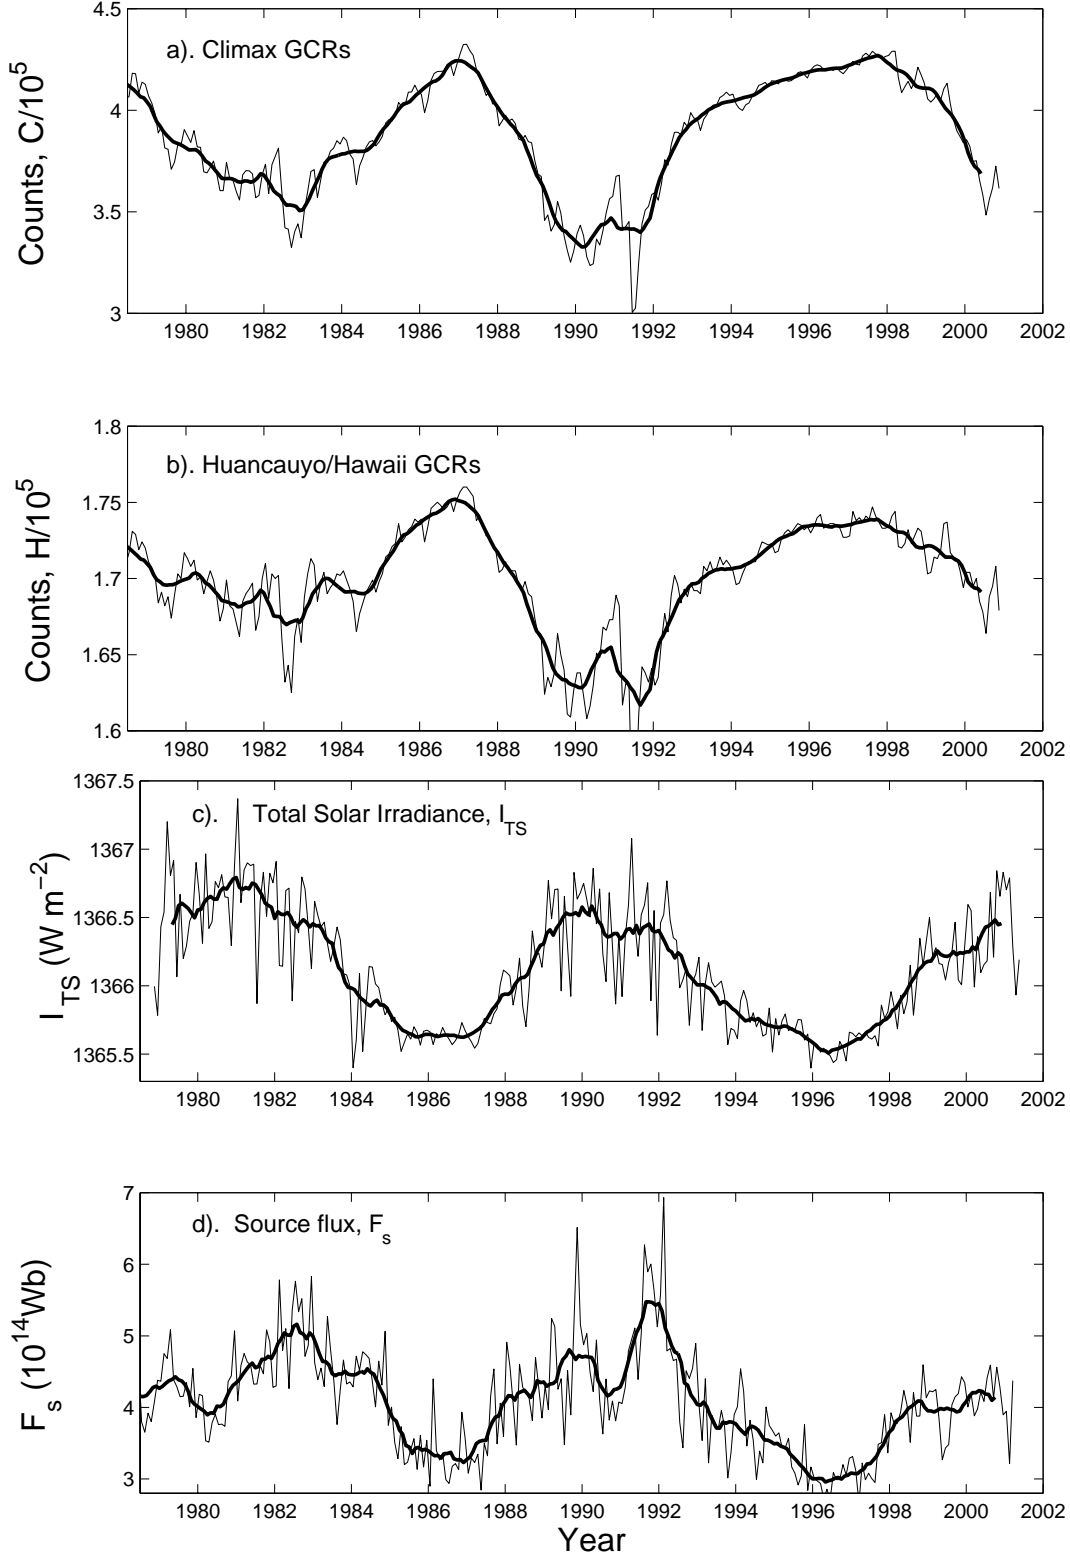 4.5
a). Climax GCRs
4
3.5
3
Counts, C/10^5
1980 1982 1984 1986 1988 1990 1992 1994 1996 1998 2000 2002
1.8
b). Huancauyo/Hawaii GCRs
1.75
1.7
1.65
1.6
Counts, H/10^5
1980 1982 1984 1986 1988 1990 1992 1994 1996 1998 2000 2002
1367.5
c). Total Solar Irradiance, I_TS
1367
1366.5
1366
1365.5
I_TS (W m−2)
1980 1982 1984 1986 1988 1990 1992 1994 1996 1998 2000 2002
7
d). Source flux, F_s
6
5
4
3
F_s (10^14Wb)
1980 1982 1984 1986 1988 1990 1992 1994 1996 1998 2000 2002
Year